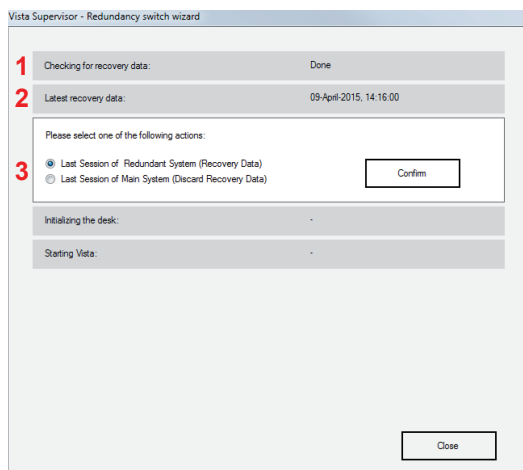 Vista Supervisor - Redundancy switch wizard
1 Checking for recovery data: Done
2 Latest recovery data: 09-April-2015, 14:16:00
Please select one of the following actions:
3 Last Session of Redundant System (Recovery Data)
Confirm
Last Session of Main System (Discard Recovery Data)
Initializing the desk: -
Starting Vista: -
Close